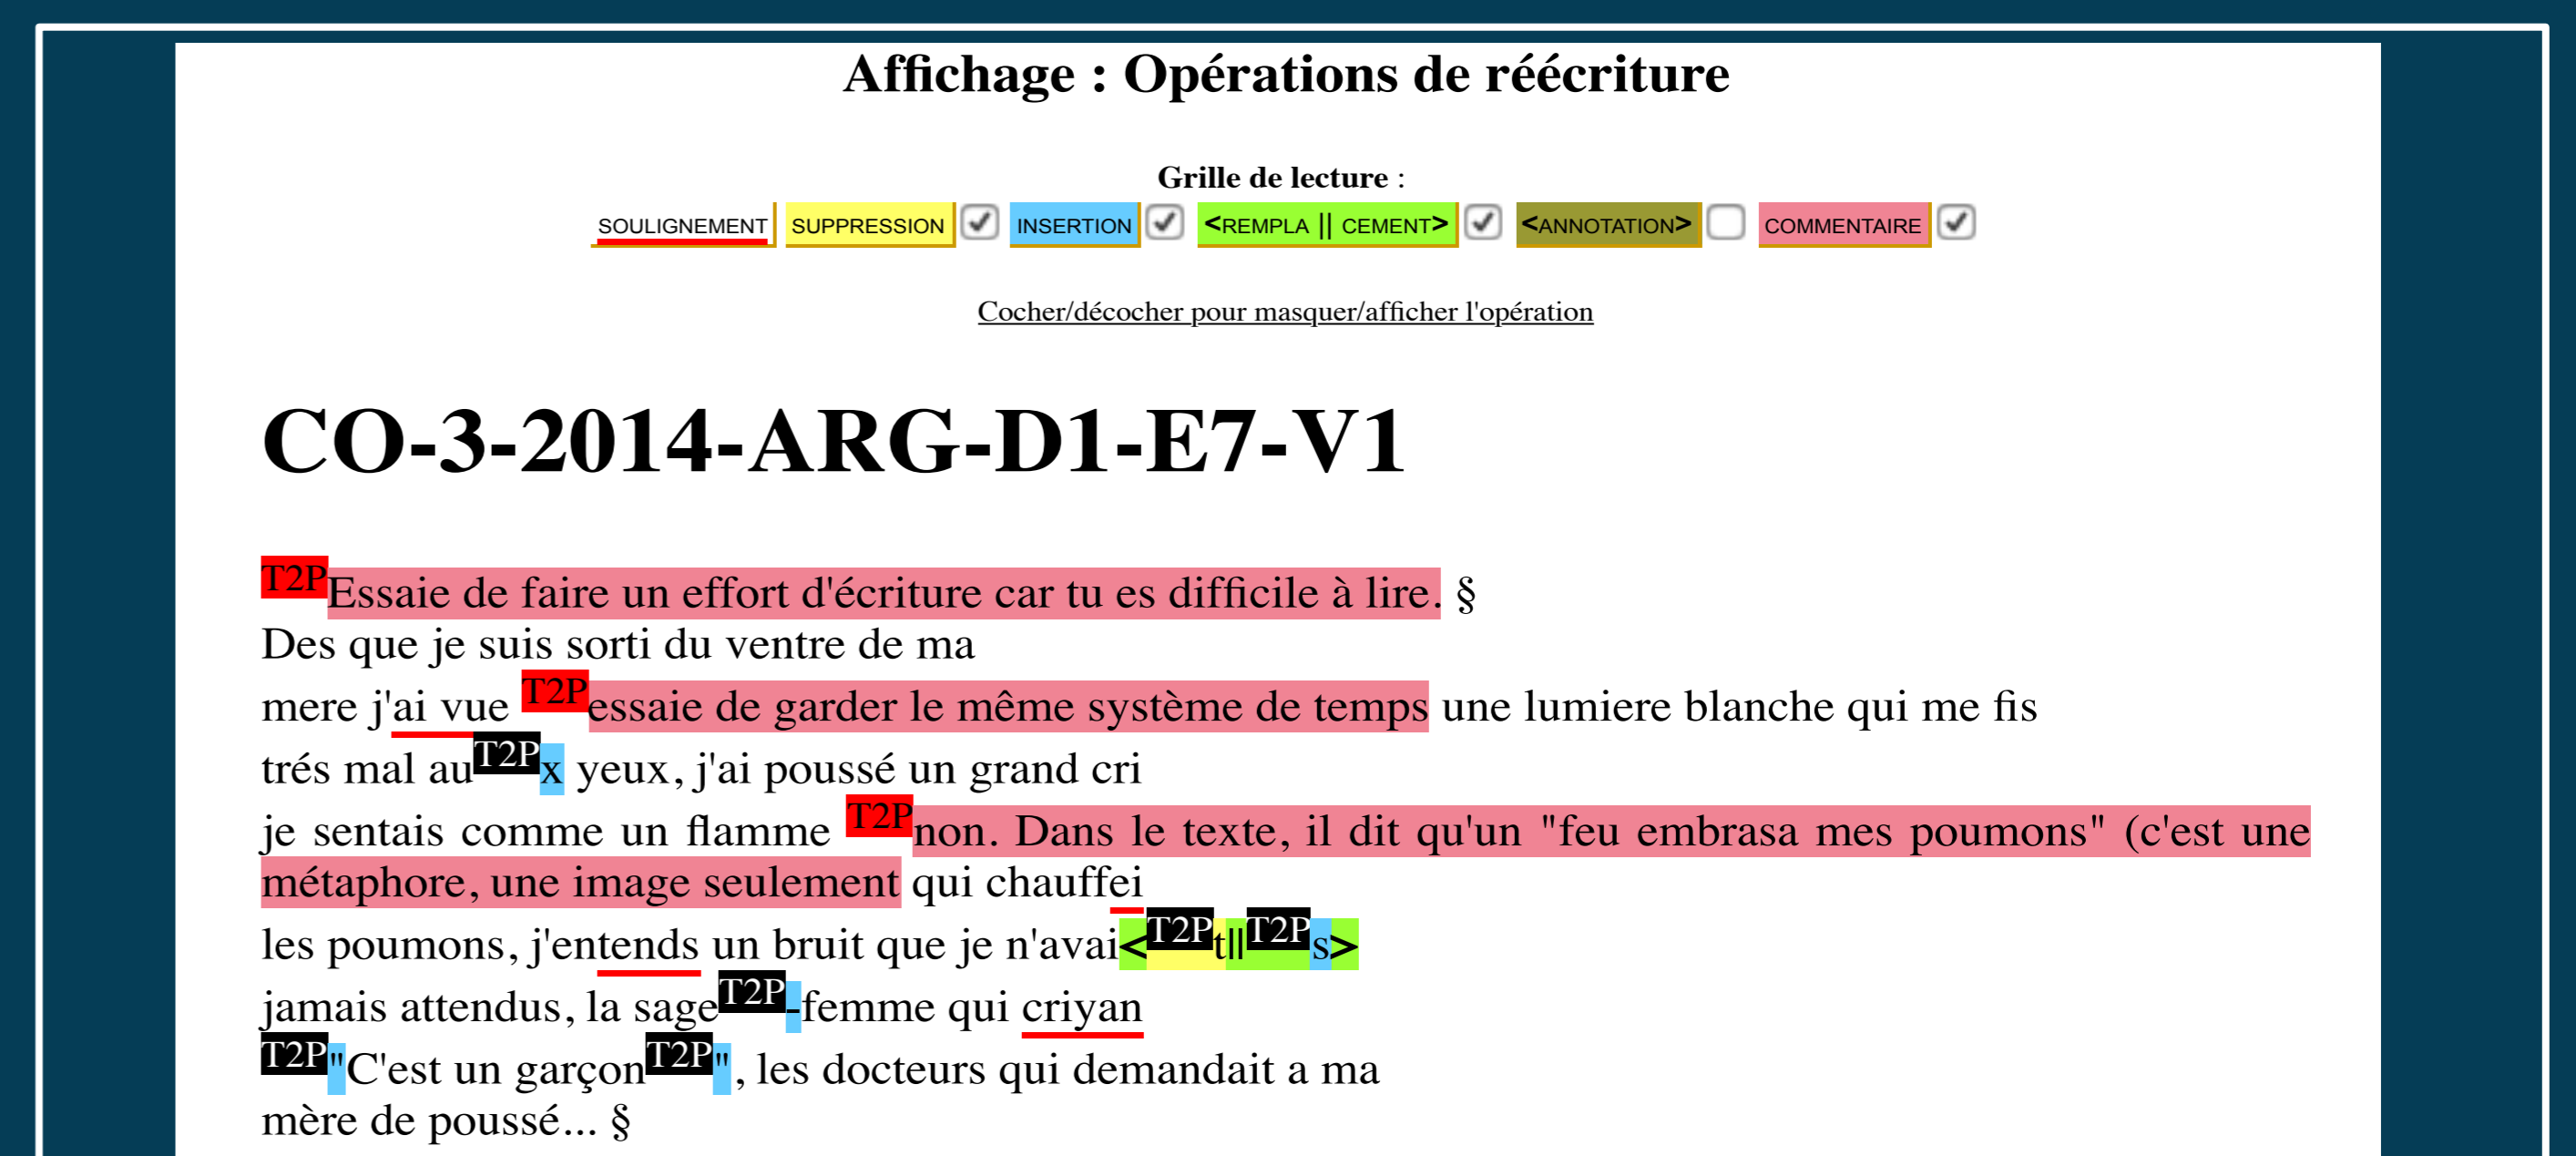 Affichage : Opérations de réécriture
Grille de lecture :
SOULIGNEMENT SUPPRESSION INSERTION <REMPLA || CEMENT> <ANNOTATION> COMMENTAIRE
Cocher/décocher pour masquer/afficher l'opération
CO-3-2014-ARG-D1-E7-V1
T2PEssaie de faire un effort d'écriture car tu es difficile à lire. §
Des que je suis sorti du ventre de ma
mere j'ai vue T2Pessaie de garder le même système de temps une lumiere blanche qui me fis
trés mal auT2Px yeux, j'ai poussé un grand cri
je sentais comme un flamme T2Pnon. Dans le texte, il dit qu'un "feu embrasa mes poumons" (c'est une
métaphore, une image seulement qui chauffei
les poumons, j'entends un bruit que je n'avai<T2Pt||T2Ps>
jamais attendus, la sageT2P-femme qui criyan
T2P"C'est un garçonT2P", les docteurs qui demandait a ma
mère de poussé... §